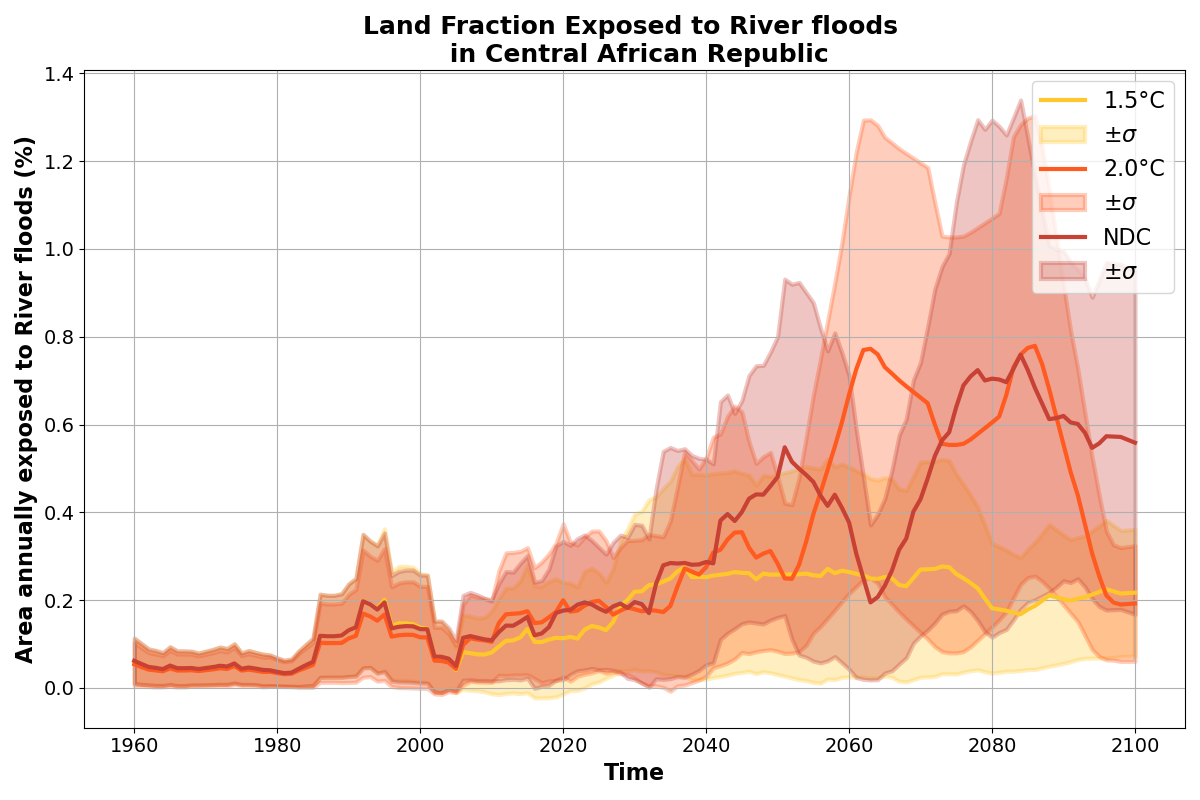 Land Fraction Exposed to River floods
in Central African Republic
Area annually exposed to River floods (%)
1.4
1.2
1.0
0.8
0.6
0.4
0.2
0.0
1.5°C
±σ
2.0°C
±σ
NDC
±σ
1960 1980 2000 2020 2040 2060 2080 2100
Time